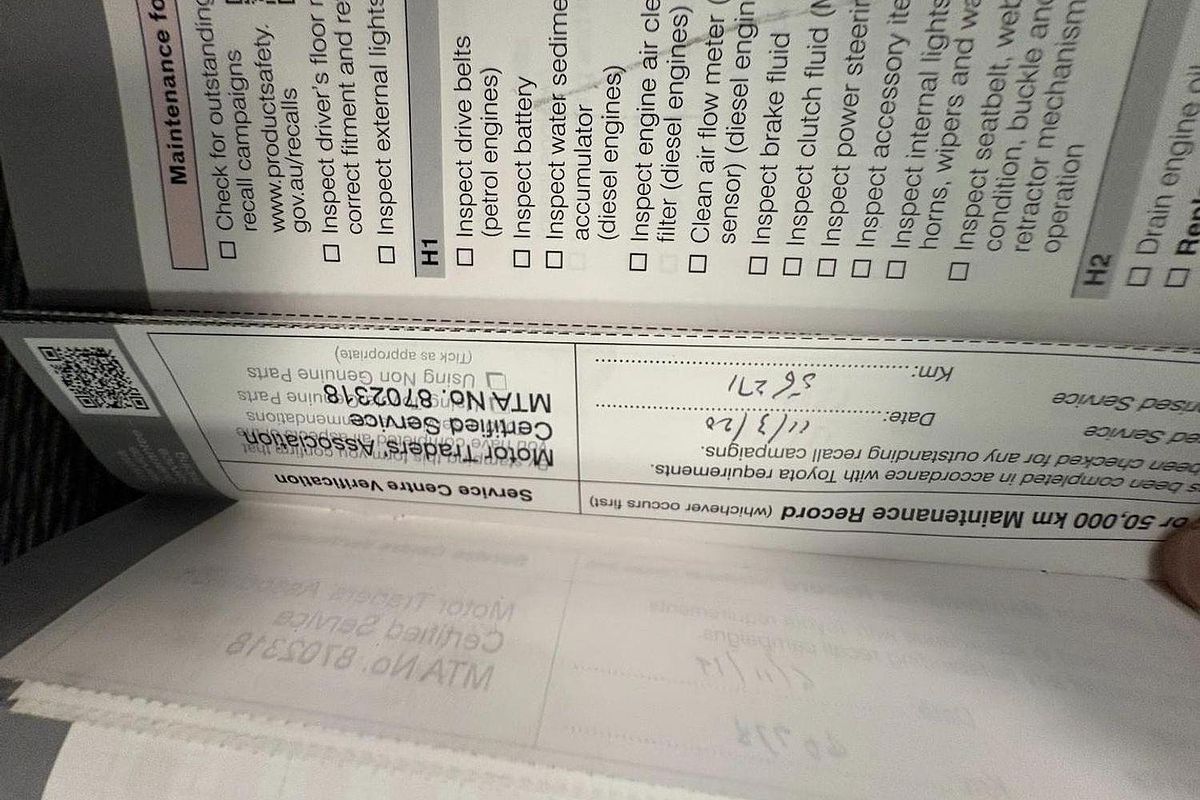 Maintenance fo
☐ Check for outstanding
recall campaigns
www.productsafety.
gov.au/recalls
☐ Inspect driver's floor
correct fitment and re
☐ Inspect external lights
H1
☐ Inspect drive belts
(petrol engines)
☐ Inspect battery
☐ Inspect water sedime
accumulator
(diesel engines)
☐ Inspect engine air cle
filter (diesel engines)
☐ Clean air flow meter (
sensor) (diesel engin
☐ Inspect brake fluid
☐ Inspect clutch fluid (M
☐ Inspect power steerin
☐ Inspect accessory ite
☐ Inspect internal lights
horns, wipers and wa
☐ Inspect seatbelt, web
condition, buckle and
retractor mechanism
operation
H2
☐ Drain engine oil
☐ Repl
or 50,000 km Maintenance Record (whichever occurs first)
s been completed in accordance with Toyota requirements.
been checked for any outstanding recall campaigns.
ed Service
Date: 11/3/20
rised Service
Km: 56271
Service Centre Verification
Motor Traders' Association
Certified Service
MTA No. 8702318
☐ Using Non Genuine Parts
(Tick as appropriate)
Motor Traders Asso
Certified Service
MTA No. 8702318